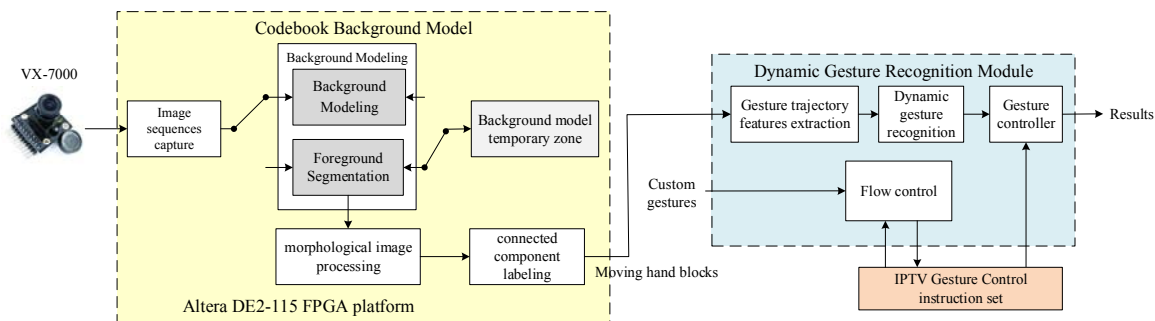 Codebook Background Model
VX-7000
Image
sequences
capture
Background Modeling
Background
Modeling
Foreground
Segmentation
Background model
temporary zone
morphological image
processing
connected
component
labeling
Moving hand blocks
Altera DE2-115 FPGA platform
Dynamic Gesture Recognition Module
Gesture trajectory
features extraction
Dynamic
gesture
recognition
Gesture
controller
Results
Custom
gestures
Flow control
IPTV Gesture Control
instruction set